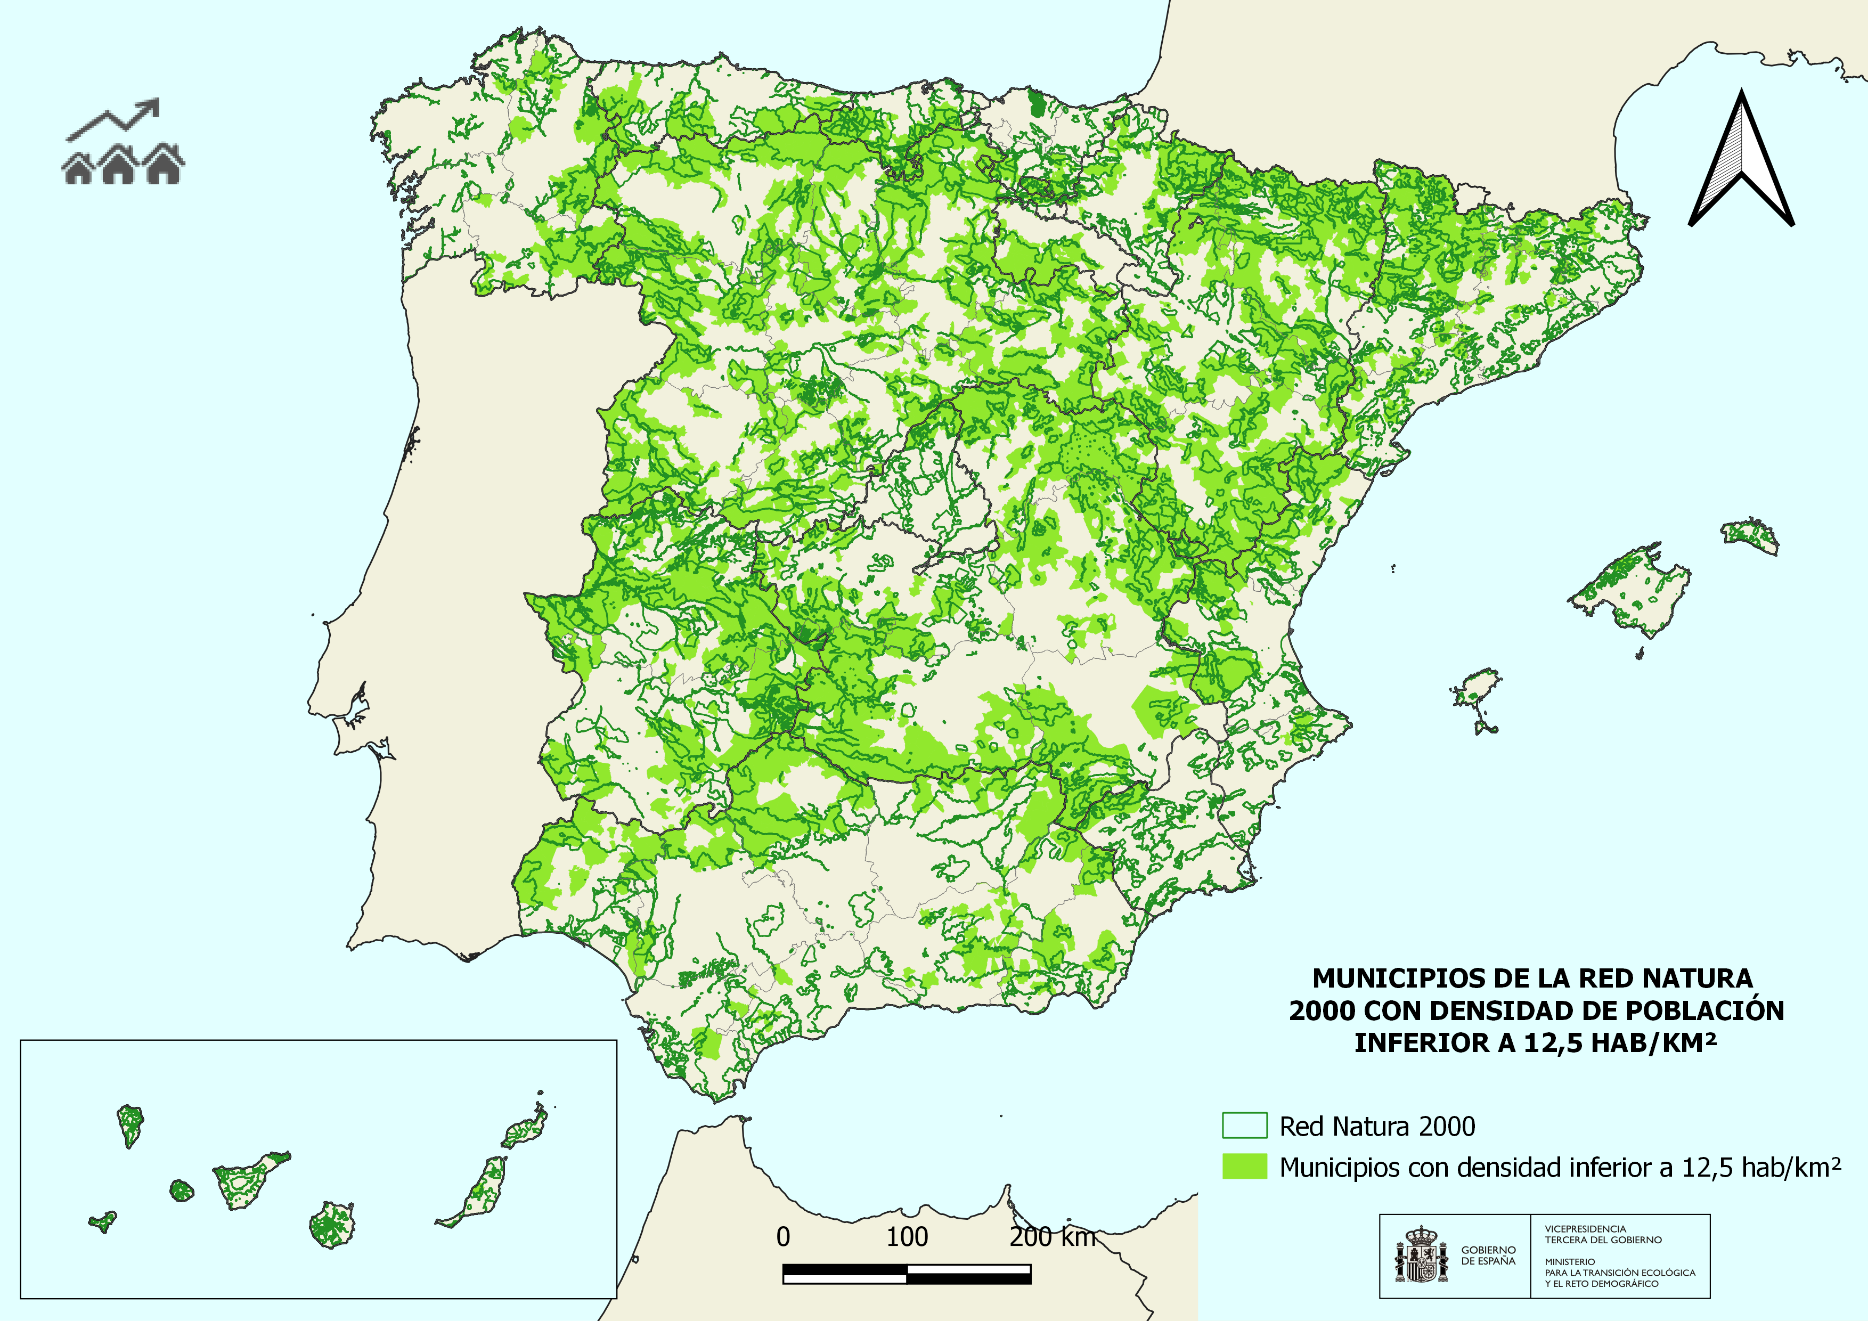 MUNICIPIOS DE LA RED NATURA
2000 CON DENSIDAD DE POBLACIÓN
INFERIOR A 12,5 HAB/KM²
Red Natura 2000
Municipios con densidad inferior a 12,5 hab/km²
0 100 200 km
GOBIERNO
DE ESPAÑA
VICEPRESIDENCIA
TERCERA DEL GOBIERNO
MINISTERIO
PARA LA TRANSICIÓN ECOLÓGICA
Y EL RETO DEMOGRÁFICO